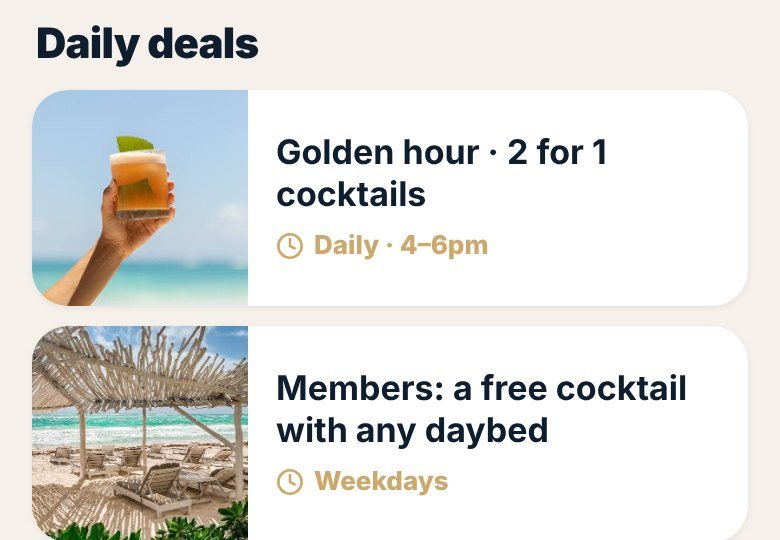 Daily deals
Golden hour · 2 for 1
cocktails
Daily · 4–6pm
Members: a free cocktail
with any daybed
Weekdays